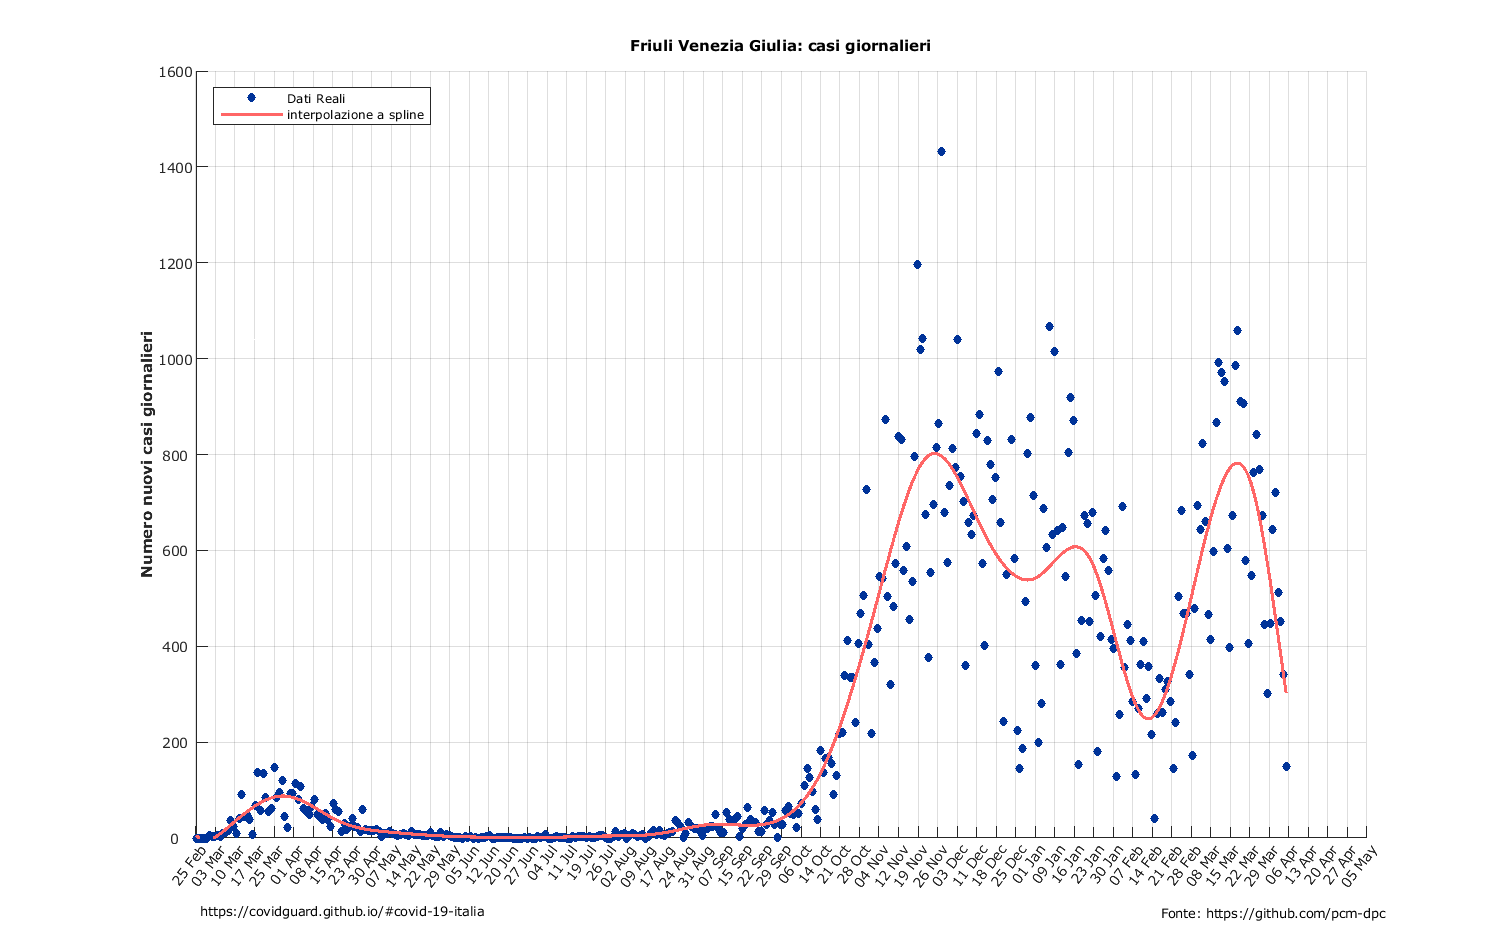 Friuli Venezia Giulia: casi giornalieri
Dati Reali
interpolazione a spline
Numero nuovi casi giornalieri
1600
1400
1200
1000
800
600
400
200
0
25 Feb
03 Mar
10 Mar
17 Mar
25 Mar
01 Apr
08 Apr
15 Apr
23 Apr
30 Apr
07 May
14 May
22 May
29 May
05 Jun
12 Jun
20 Jun
27 Jun
04 Jul
11 Jul
19 Jul
26 Jul
02 Aug
09 Aug
17 Aug
24 Aug
31 Aug
07 Sep
15 Sep
22 Sep
29 Sep
06 Oct
14 Oct
21 Oct
28 Oct
04 Nov
12 Nov
19 Nov
26 Nov
03 Dec
11 Dec
18 Dec
25 Dec
01 Jan
09 Jan
16 Jan
23 Jan
30 Jan
07 Feb
14 Feb
21 Feb
28 Feb
08 Mar
15 Mar
22 Mar
29 Mar
06 Apr
13 Apr
20 Apr
27 Apr
05 May
https://covidguard.github.io/#covid-19-italia
Fonte: https://github.com/pcm-dpc